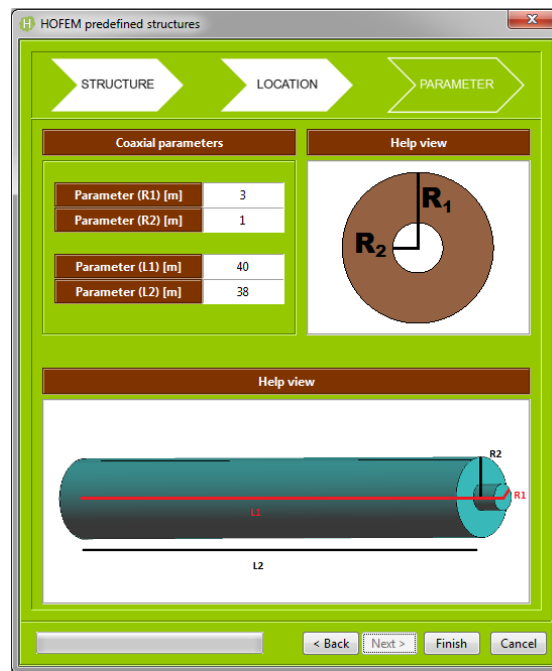 HOFEM predefined structures
STRUCTURE
LOCATION
PARAMETER
Coaxial parameters
Help view
Parameter (R1) [m] 3
Parameter (R2) [m] 1
Parameter (L1) [m] 40
Parameter (L2) [m] 38
R1
R2
Help view
R2
R1
L1
L2
< Back
Next >
Finish
Cancel